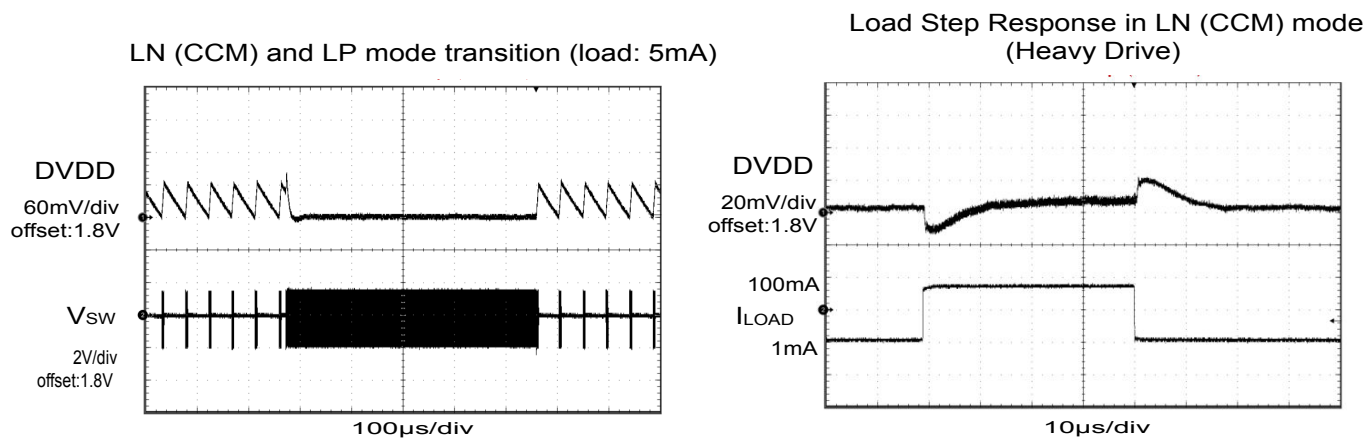 LN (CCM) and LP mode transition (load: 5mA)
DVDD
60mV/div
offset:1.8V
VSW
2V/div
offset:1.8V
100µs/div
Load Step Response in LN (CCM) mode
(Heavy Drive)
DVDD
20mV/div
offset:1.8V
100mA
ILOAD
1mA
10µs/div